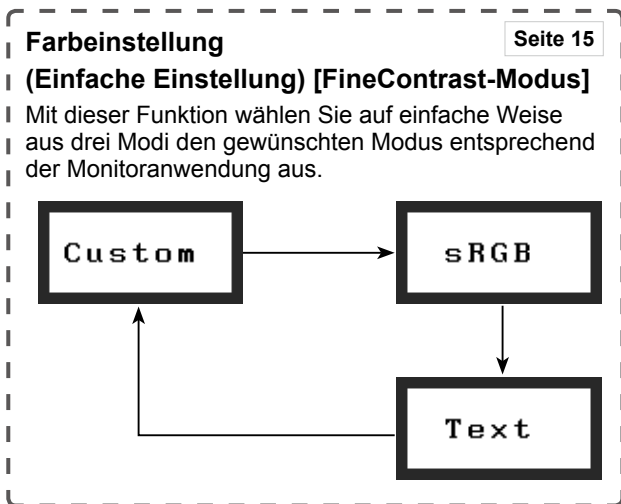 Farbeinstellung
Seite 15
(Einfache Einstellung) [FineContrast-Modus]
Mit dieser Funktion wählen Sie auf einfache Weise
aus drei Modi den gewünschten Modus entsprechend
der Monitoranwendung aus.
Custom
sRGB
Text